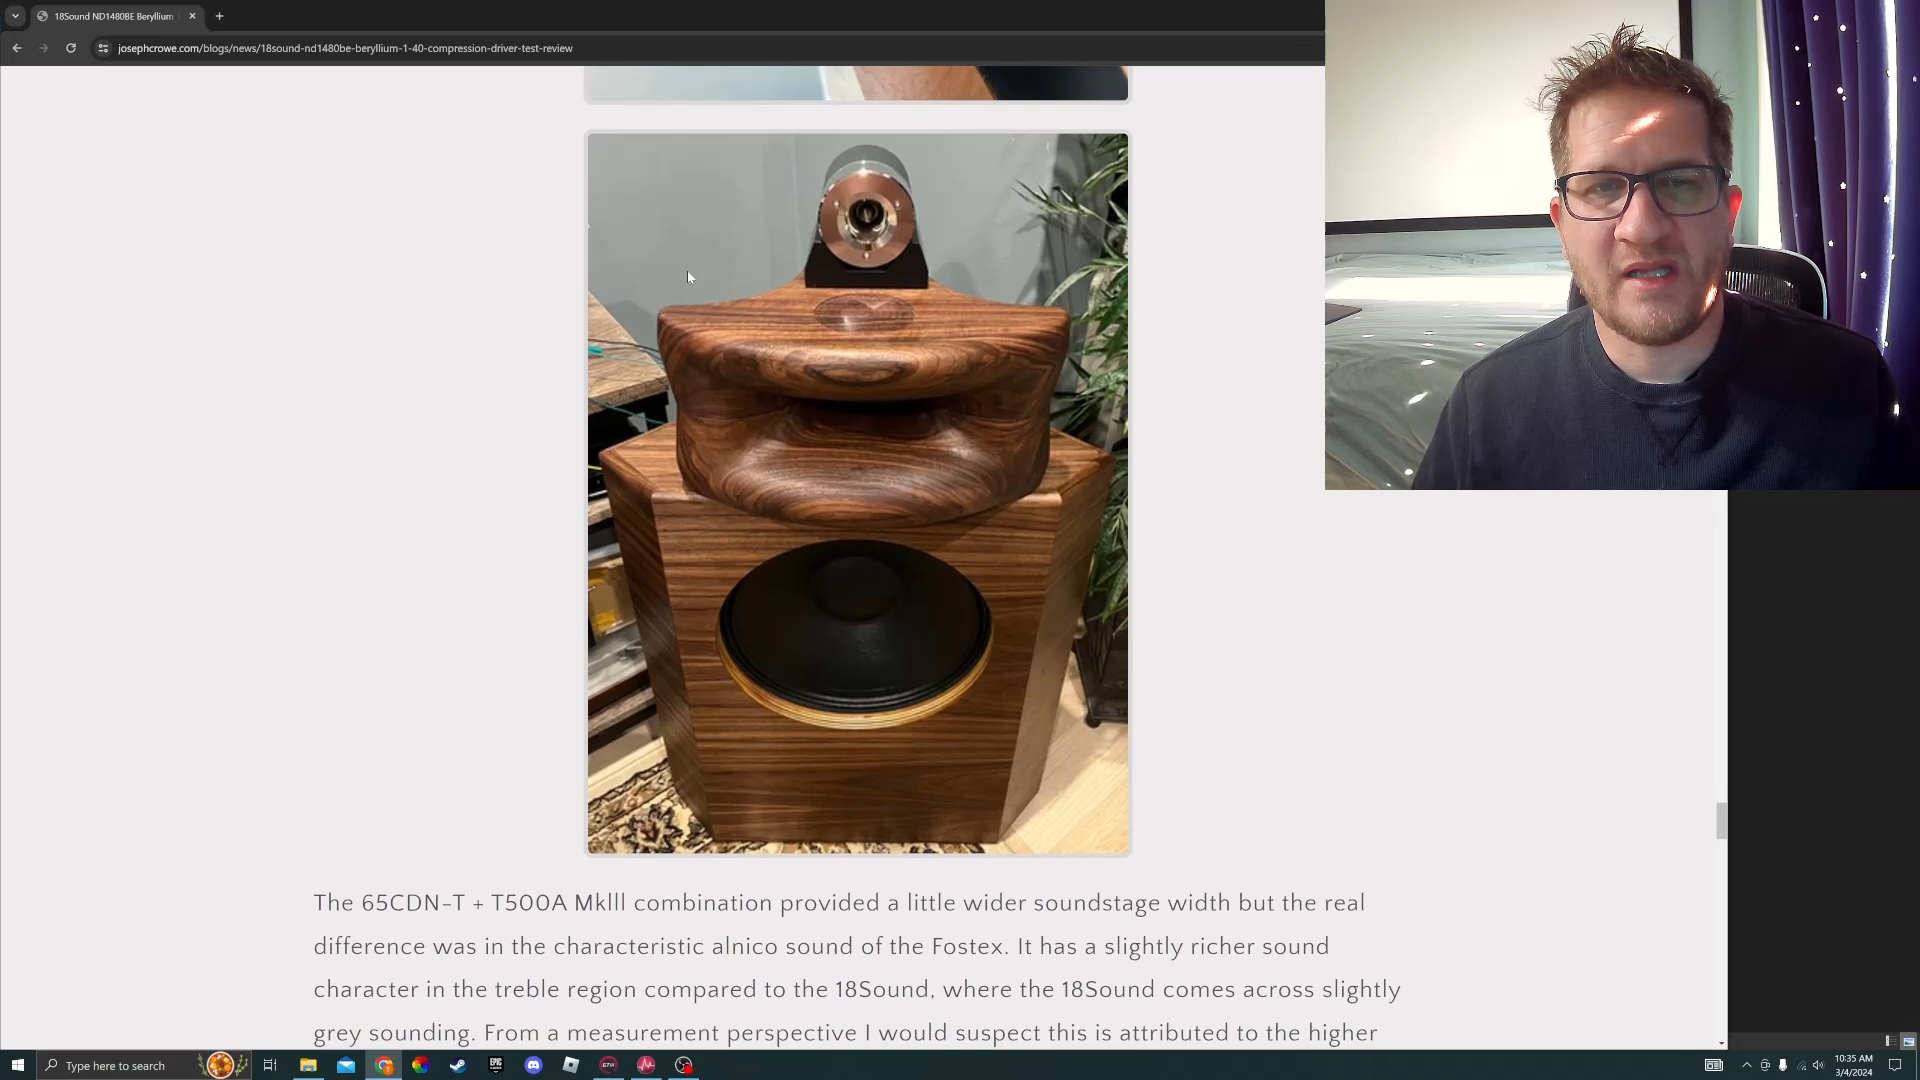 18Sound ND1480BE Beryllium
josephcrowe.com/blogs/news/18sound-nd1480be-beryllium-1-40-compression-driver-test-review
The 65CDN-T + T500A Mklll combination provided a little wider soundstage width but the real
difference was in the characteristic alnico sound of the Fostex. It has a slightly richer sound
character in the treble region compared to the 18Sound, where the 18Sound comes across slightly
grey sounding. From a measurement perspective I would suspect this is attributed to the higher
Type here to search
10:35 AM
3/4/2024